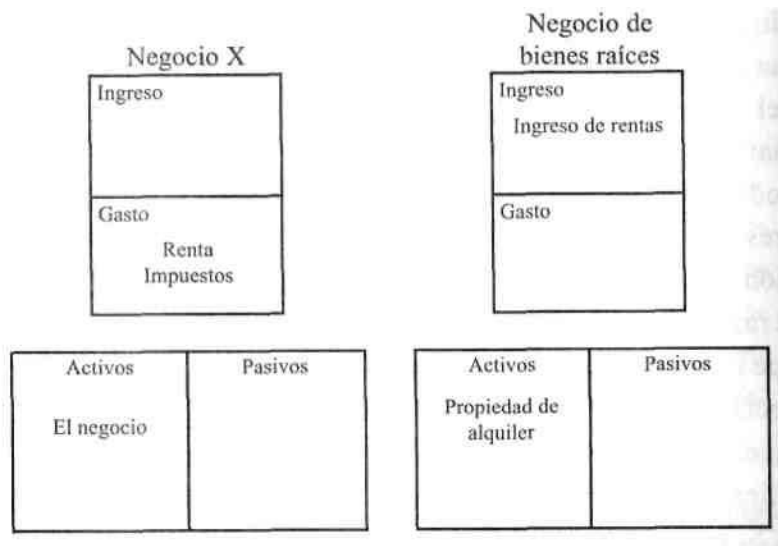 Negocio X
Ingreso
Gasto
Renta
Impuestos
Activos
Pasivos
El negocio
Negocio de
bienes raíces
Ingreso
Ingreso de rentas
Gasto
Activos
Pasivos
Propiedad de
alquiler